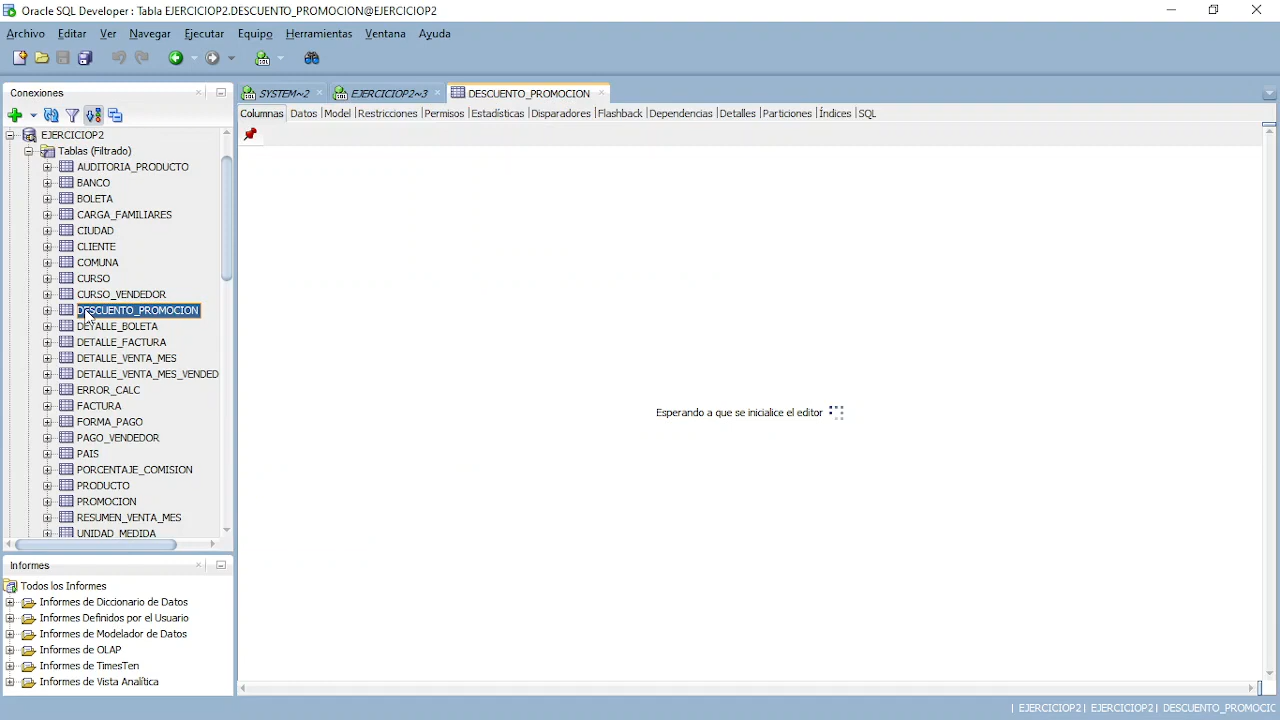 Oracle SQL Developer : Tabla EJERCICIOP2.DESCUENTO_PROMOCION@EJERCICIOP2
Archivo Editar Ver Navegar Ejecutar Equipo Herramientas Ventana Ayuda
Conexiones
SYSTEM~2 EJERCICIOP2~3 DESCUENTO_PROMOCION
Columnas Datos Model Restricciones Permisos Estadísticas Disparadores Flashback Dependencias Detalles Particiones Índices SQL
EJERCICIOP2
Tablas (Filtrado)
AUDITORIA_PRODUCTO
BANCO
BOLETA
CARGA_FAMILIARES
CIUDAD
CLIENTE
COMUNA
CURSO
CURSO_VENDEDOR
DESCUENTO_PROMOCION
DETALLE_BOLETA
DETALLE_FACTURA
DETALLE_VENTA_MES
DETALLE_VENTA_MES_VENDED
ERROR_CALC
FACTURA
FORMA_PAGO
PAGO_VENDEDOR
PAIS
PORCENTAJE_COMISION
PRODUCTO
PROMOCION
RESUMEN_VENTA_MES
UNIDAD_MEDIDA
Esperando a que se inicialice el editor
Informes
Todos los Informes
Informes de Diccionario de Datos
Informes Definidos por el Usuario
Informes de Modelador de Datos
Informes de OLAP
Informes de TimesTen
Informes de Vista Analítica
| EJERCICIOP2 | EJERCICIOP2 | DESCUENTO_PROMOCIC